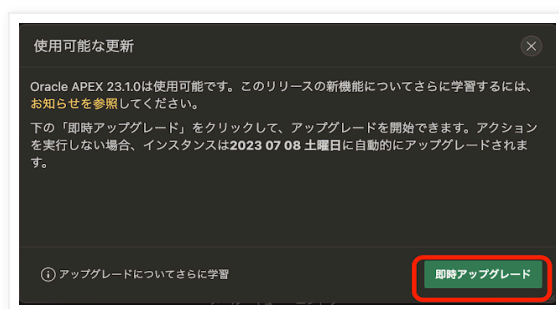 使用可能な更新
Oracle APEX 23.1.0は使用可能です。このリリースの新機能についてさらに学習するには、
お知らせを参照してください。
下の「即時アップグレード」をクリックして、アップグレードを開始できます。アクション
を実行しない場合、インスタンスは2023 07 08 土曜日に自動的にアップグレードされま
す。
アップグレードについてさらに学習
即時アップグレード